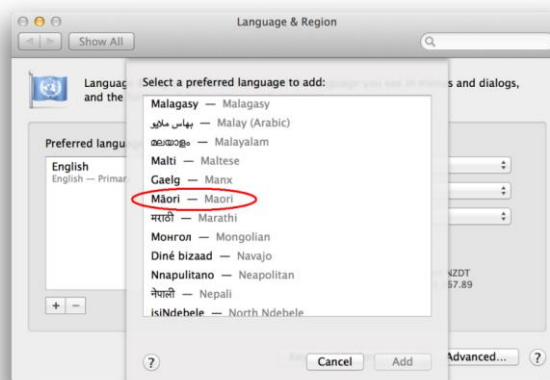 Language & Region
Show All
Language
and the
s and dialogs,
Select a preferred language to add:
Malagasy — Malagasy
بهاس ملايو — Malay (Arabic)
മലയാളം — Malayalam
Malti — Maltese
Gaelg — Manx
Māori — Maori
मराठी — Marathi
Монгол — Mongolian
Diné bizaad — Navajo
Nnapulitano — Neapolitan
नेपाली — Nepali
isiNdebele — North Ndebele
Preferred langu
English
English — Primar
NZDT
67.89
+ −
?
Cancel
Add
Advanced...
?